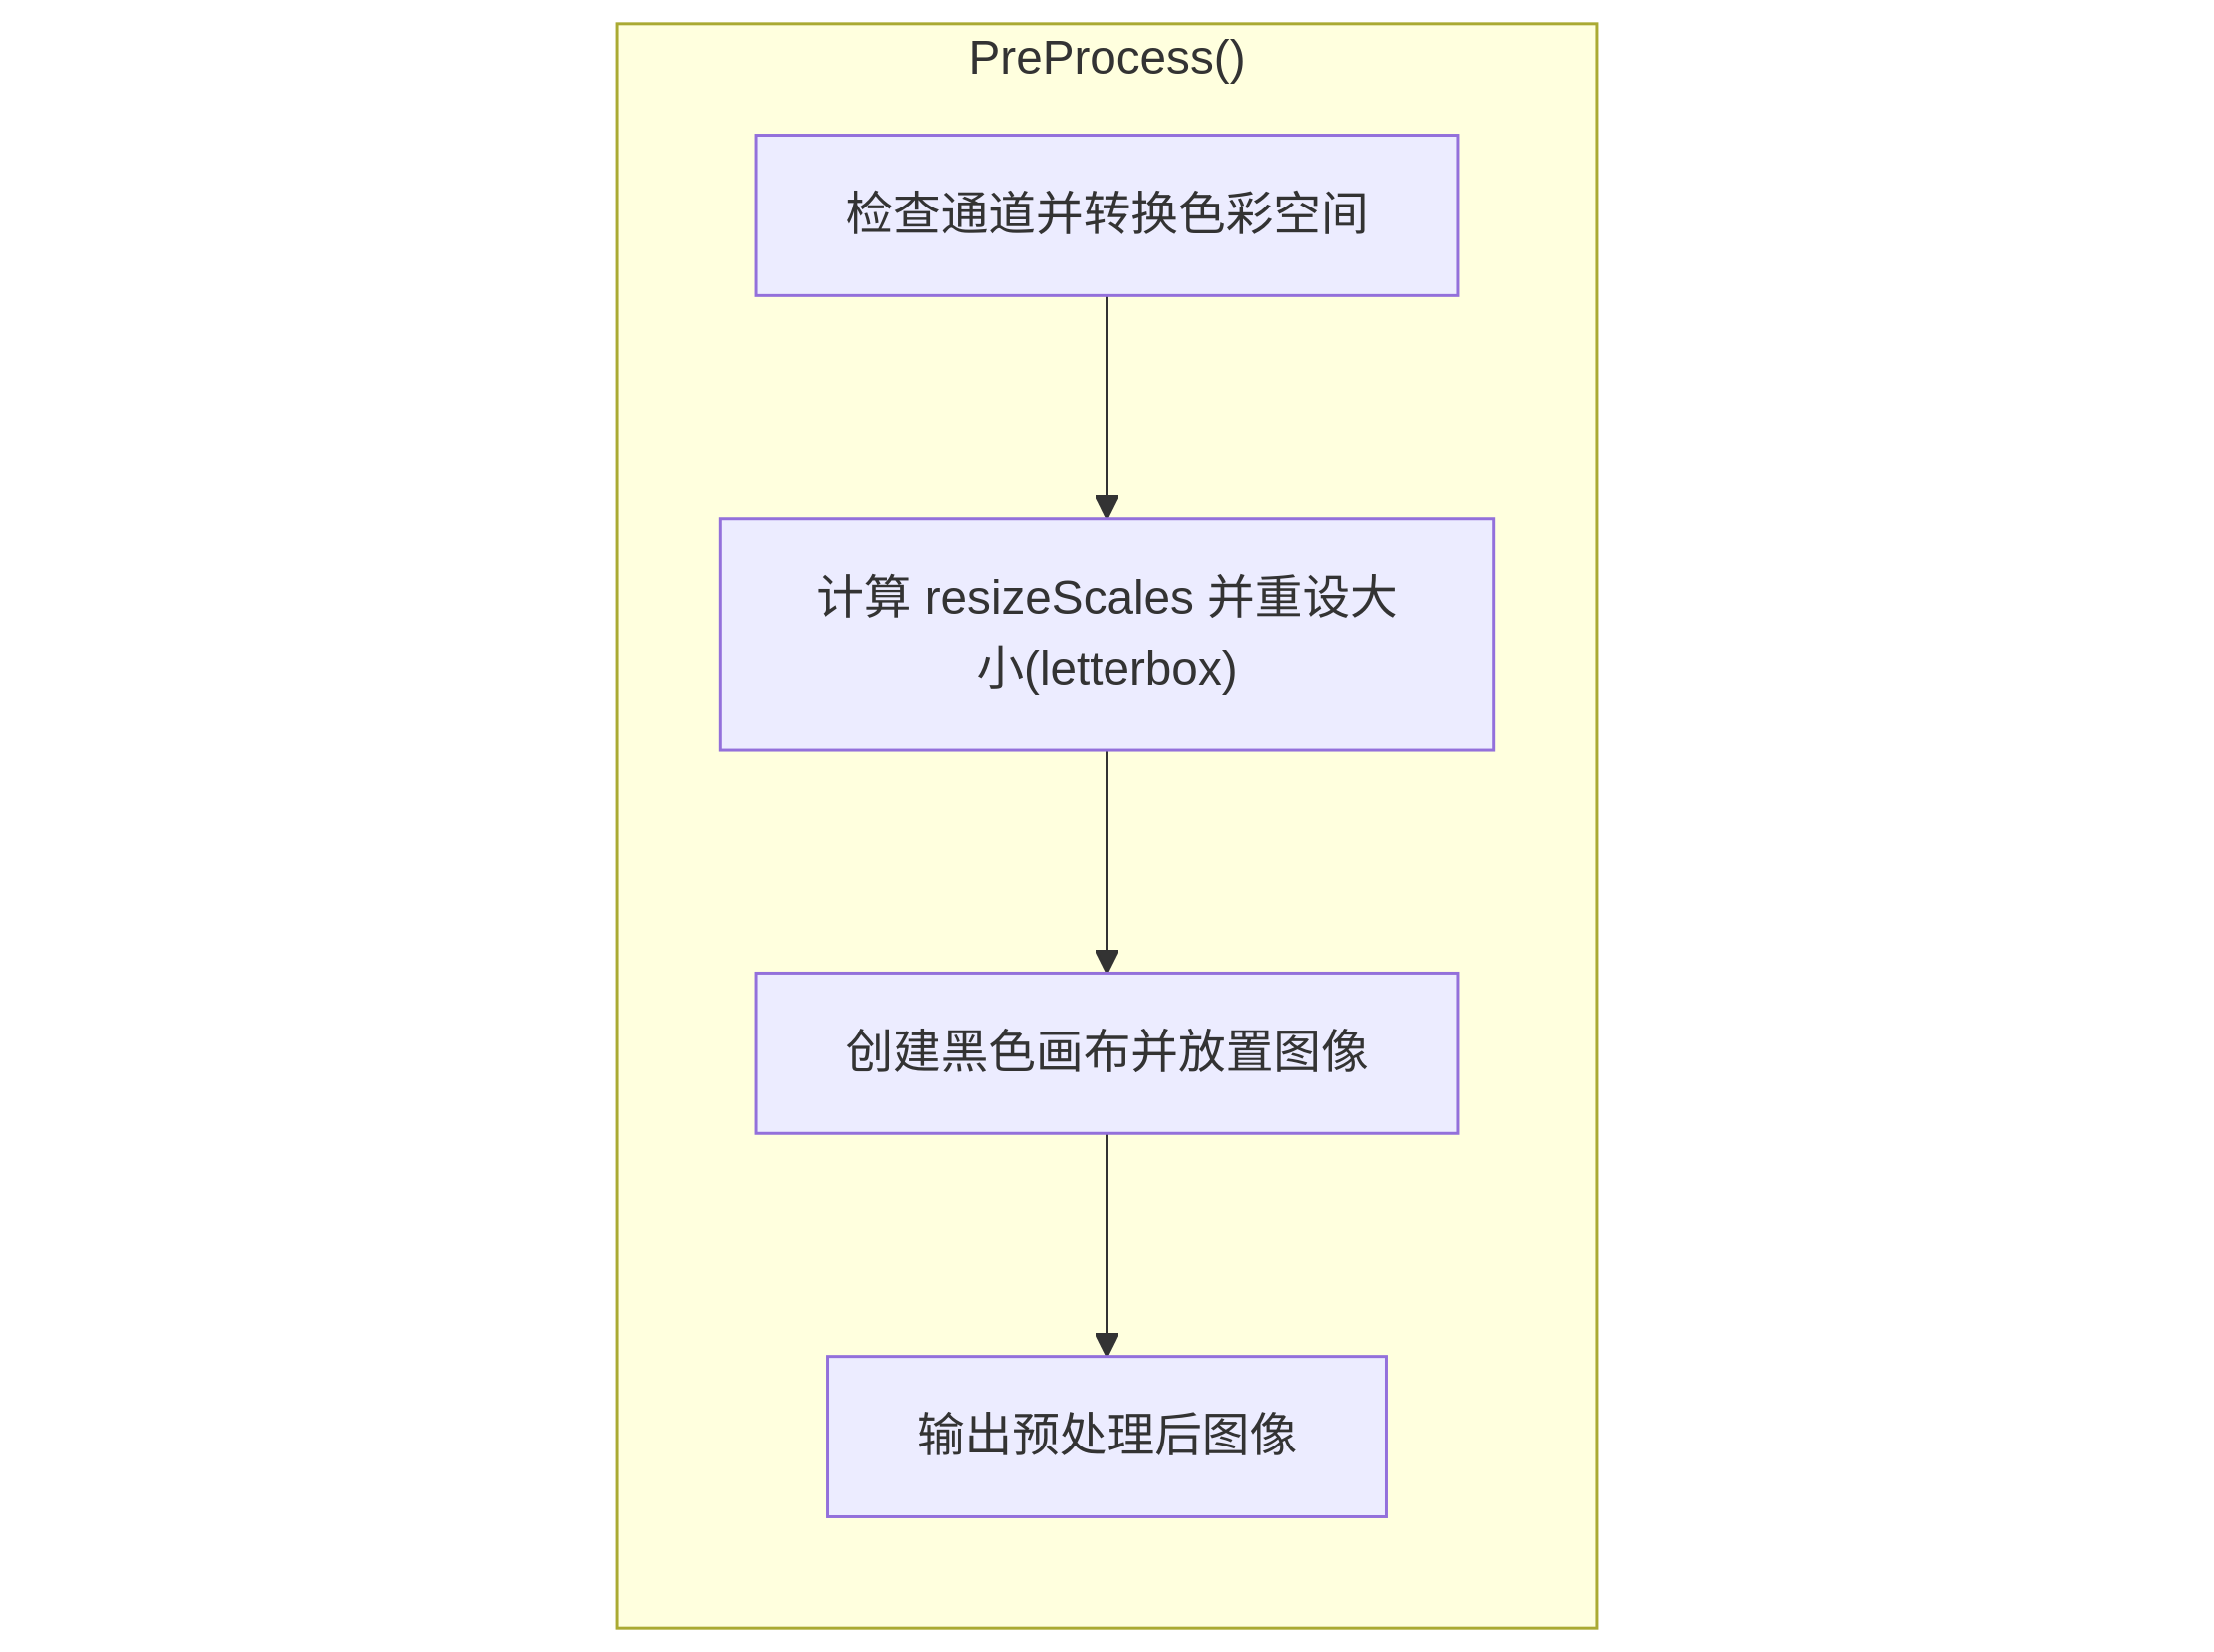 PreProcess()
检查通道并转换色彩空间
计算 resizeScales 并重设大
小(letterbox)
创建黑色画布并放置图像
输出预处理后图像